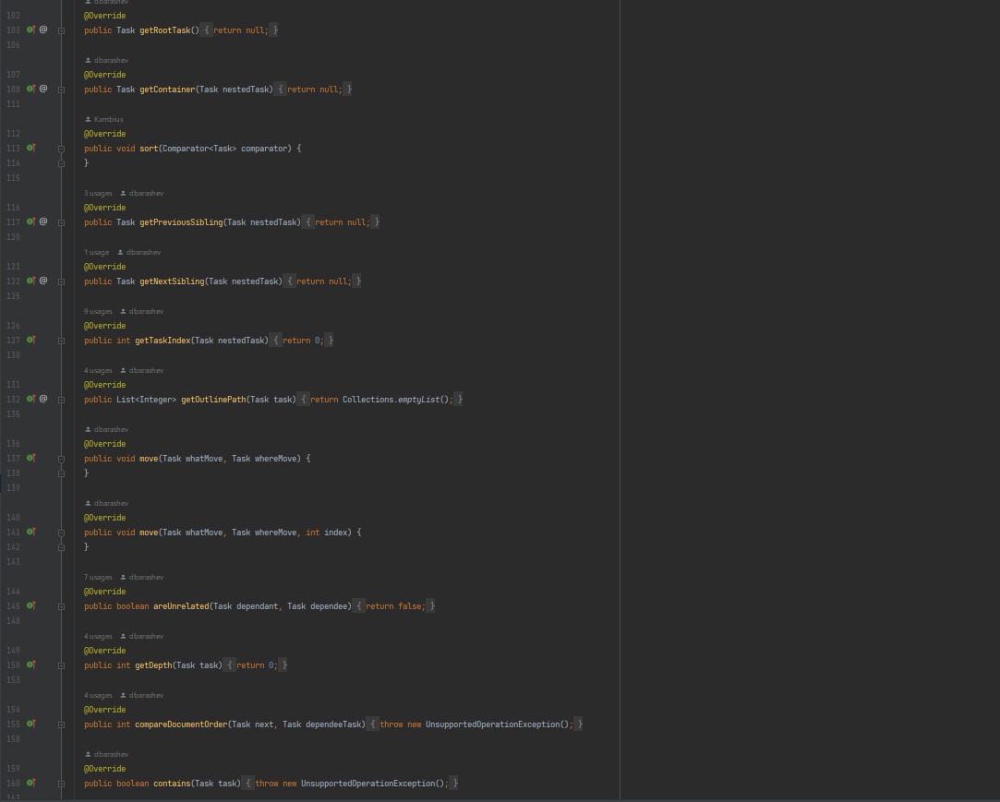 dbarashev
102 @Override
103 @ public Task getRootTask() { return null; }
106
dbarashev
107 @Override
108 @ public Task getContainer(Task nestedTask) { return null; }
111
Kambius
112 @Override
113 public void sort(Comparator<Task> comparator) {
114 }
115
3 usages dbarashev
116 @Override
117 @ public Task getPreviousSibling(Task nestedTask) { return null; }
120
1 usage dbarashev
121 @Override
122 @ public Task getNextSibling(Task nestedTask) { return null; }
125
9 usages dbarashev
126 @Override
127 public int getTaskIndex(Task nestedTask) { return 0; }
130
4 usages dbarashev
131 @Override
132 @ public List<Integer> getOutlinePath(Task task) { return Collections.emptyList(); }
135
dbarashev
136 @Override
137 public void move(Task whatMove, Task whereMove) {
138 }
139
dbarashev
140 @Override
141 public void move(Task whatMove, Task whereMove, int index) {
142 }
143
7 usages dbarashev
144 @Override
145 public boolean areUnrelated(Task dependant, Task dependee) { return false; }
148
4 usages dbarashev
149 @Override
150 public int getDepth(Task task) { return 0; }
153
4 usages dbarashev
154 @Override
155 public int compareDocumentOrder(Task next, Task dependeeTask) { throw new UnsupportedOperationException(); }
158
dbarashev
159 @Override
160 public boolean contains(Task task) { throw new UnsupportedOperationException(); }
163